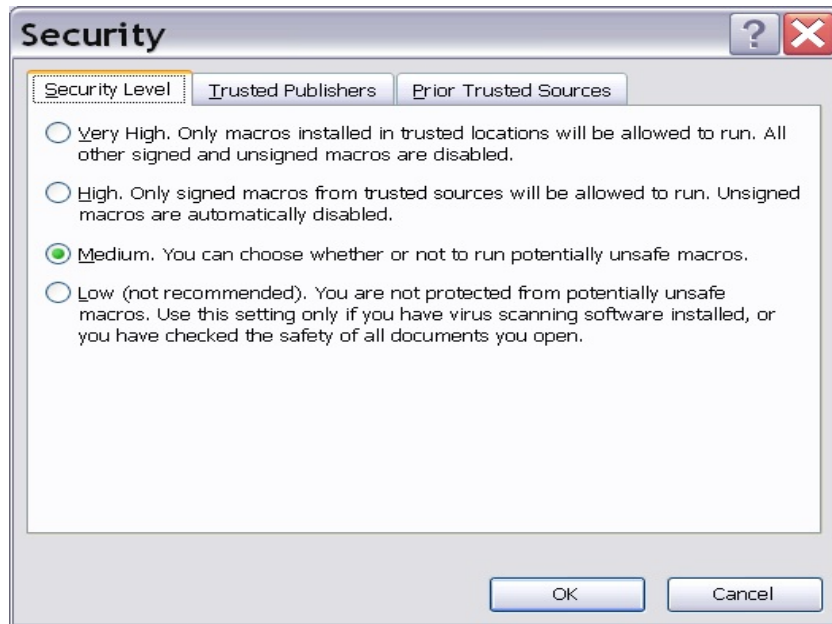 Security
Security Level
Trusted Publishers
Prior Trusted Sources
Very High. Only macros installed in trusted locations will be allowed to run. All
other signed and unsigned macros are disabled.
High. Only signed macros from trusted sources will be allowed to run. Unsigned
macros are automatically disabled.
Medium. You can choose whether or not to run potentially unsafe macros.
Low (not recommended). You are not protected from potentially unsafe
macros. Use this setting only if you have virus scanning software installed, or
you have checked the safety of all documents you open.
OK
Cancel